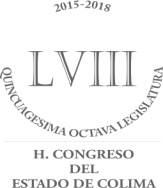 2015-2018
LVIII
QUINCUAGESIMA OCTAVA LEGISLATURA
H. CONGRESO
DEL
ESTADO DE COLIMA